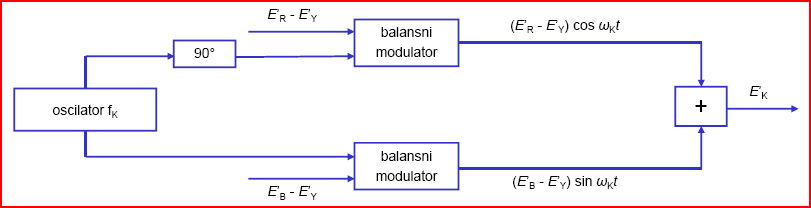 E'R - E'Y
balansni
modulator
(E'R - E'Y) cos ωKt
90°
oscilator fK
+
E'K
balansni
modulator
E'B - E'Y
(E'B - E'Y) sin ωKt